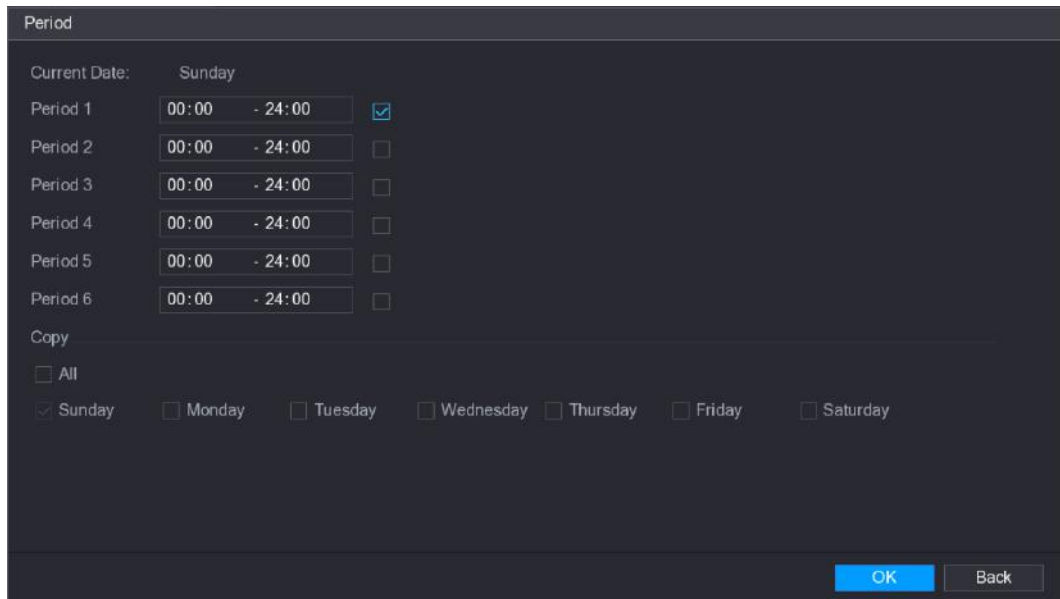 Period
Current Date: Sunday
Period 1 00:00 - 24:00
Period 2 00:00 - 24:00
Period 3 00:00 - 24:00
Period 4 00:00 - 24:00
Period 5 00:00 - 24:00
Period 6 00:00 - 24:00
Copy
All
Sunday Monday Tuesday Wednesday Thursday Friday Saturday
OK Back